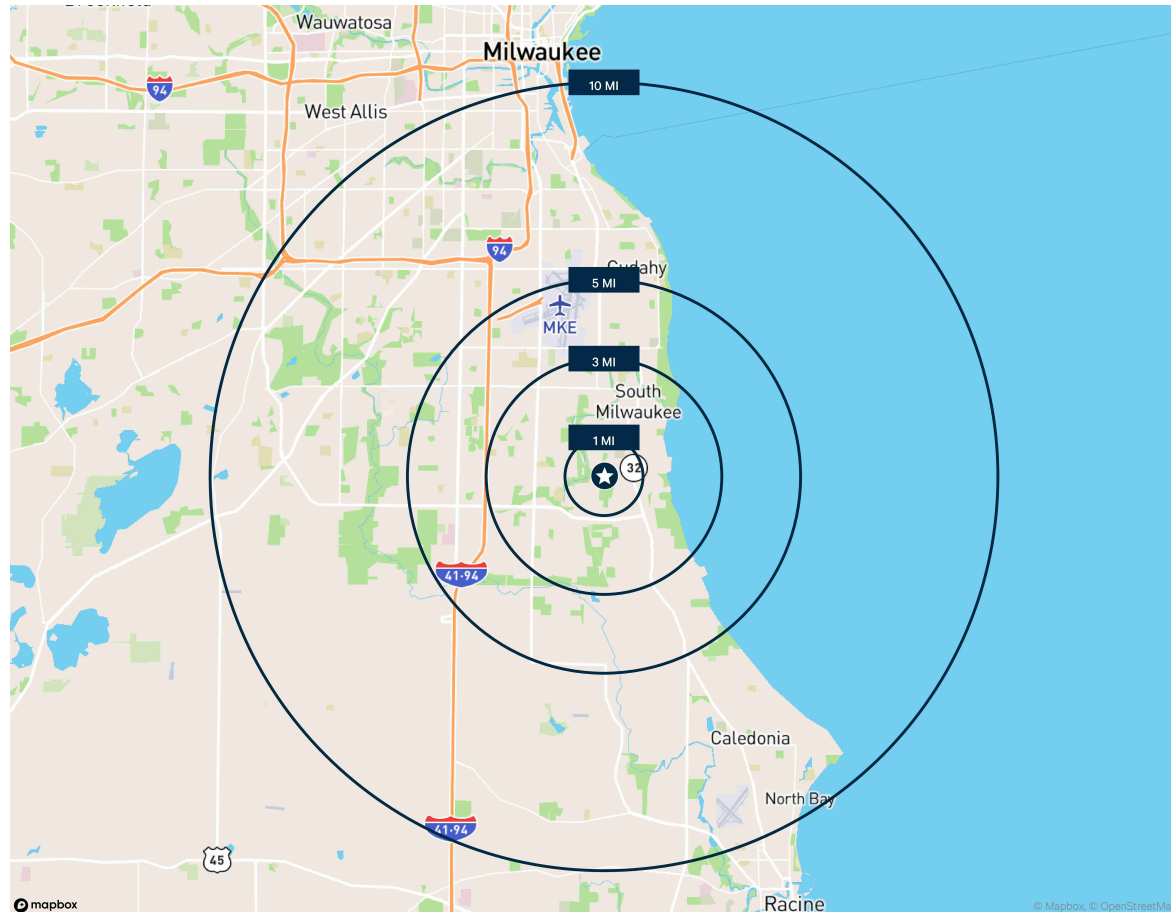 Wauwatosa
Milwaukee
10 MI
94
West Allis
94
Cudahy
5 MI
MKE
3 MI
South
Milwaukee
1 MI
32
41-94
Caledonia
North Bay
41-94
45
Racine
mapbox
© Mapbox, © OpenStreetMa